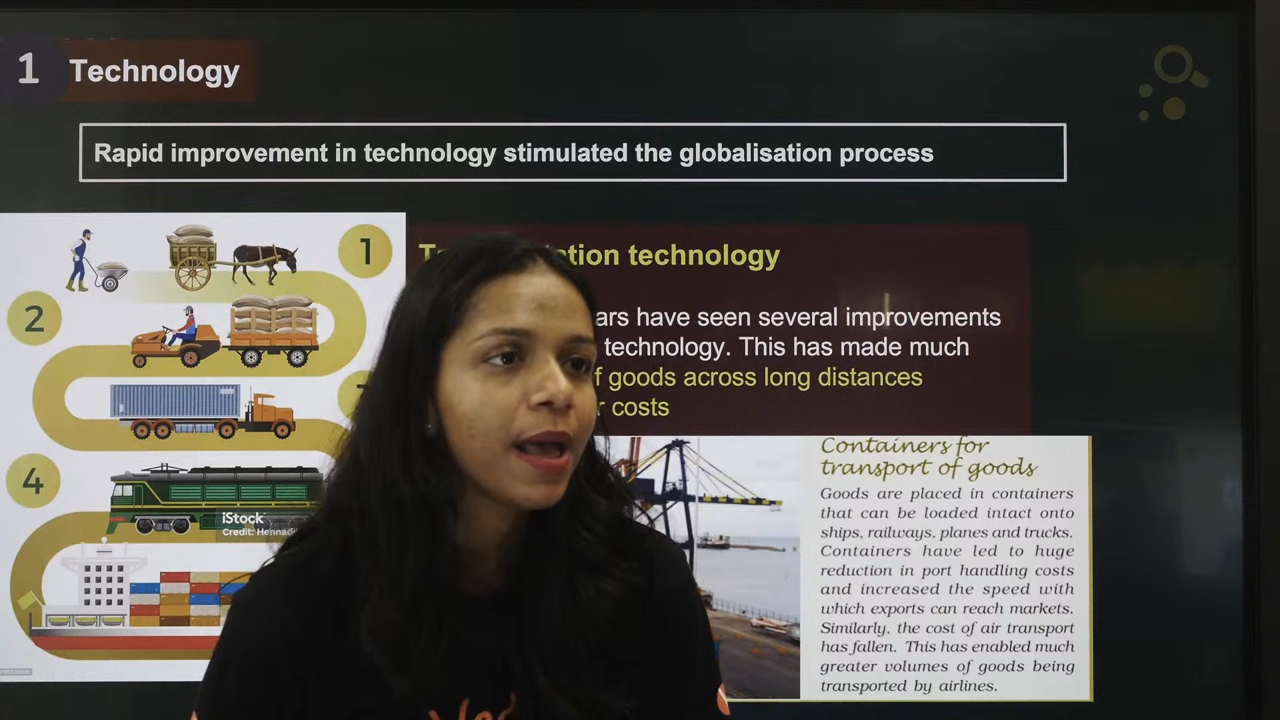 1 Technology
Rapid improvement in technology stimulated the globalisation process
1
2
4
iStock
technology
ars have seen several improvements
technology. This has made much
f goods across long distances
costs
Containers for
transport of goods
Goods are placed in containers
that can be loaded intact onto
ships, railways, planes and trucks.
Containers have led to huge
reduction in port handling costs
and increased the speed with
which exports can reach markets.
Similarly, the cost of air transport
has fallen. This has enabled much
greater volumes of goods being
transported by airlines.